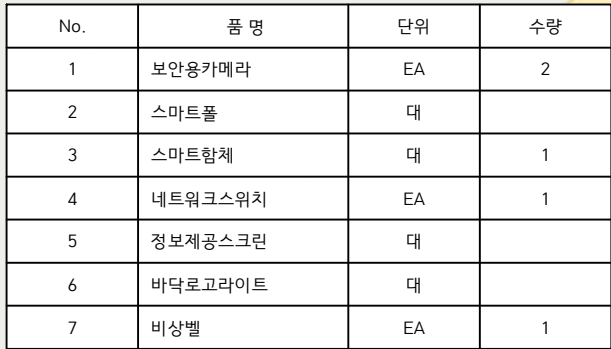 No. 품 명 단위 수량
1 보안용카메라 EA 2
2 스마트폴 대
3 스마트함체 대 1
4 네트워크스위치 EA 1
5 정보제공스크린 대
6 바닥로고라이트 대
7 비상벨 EA 1